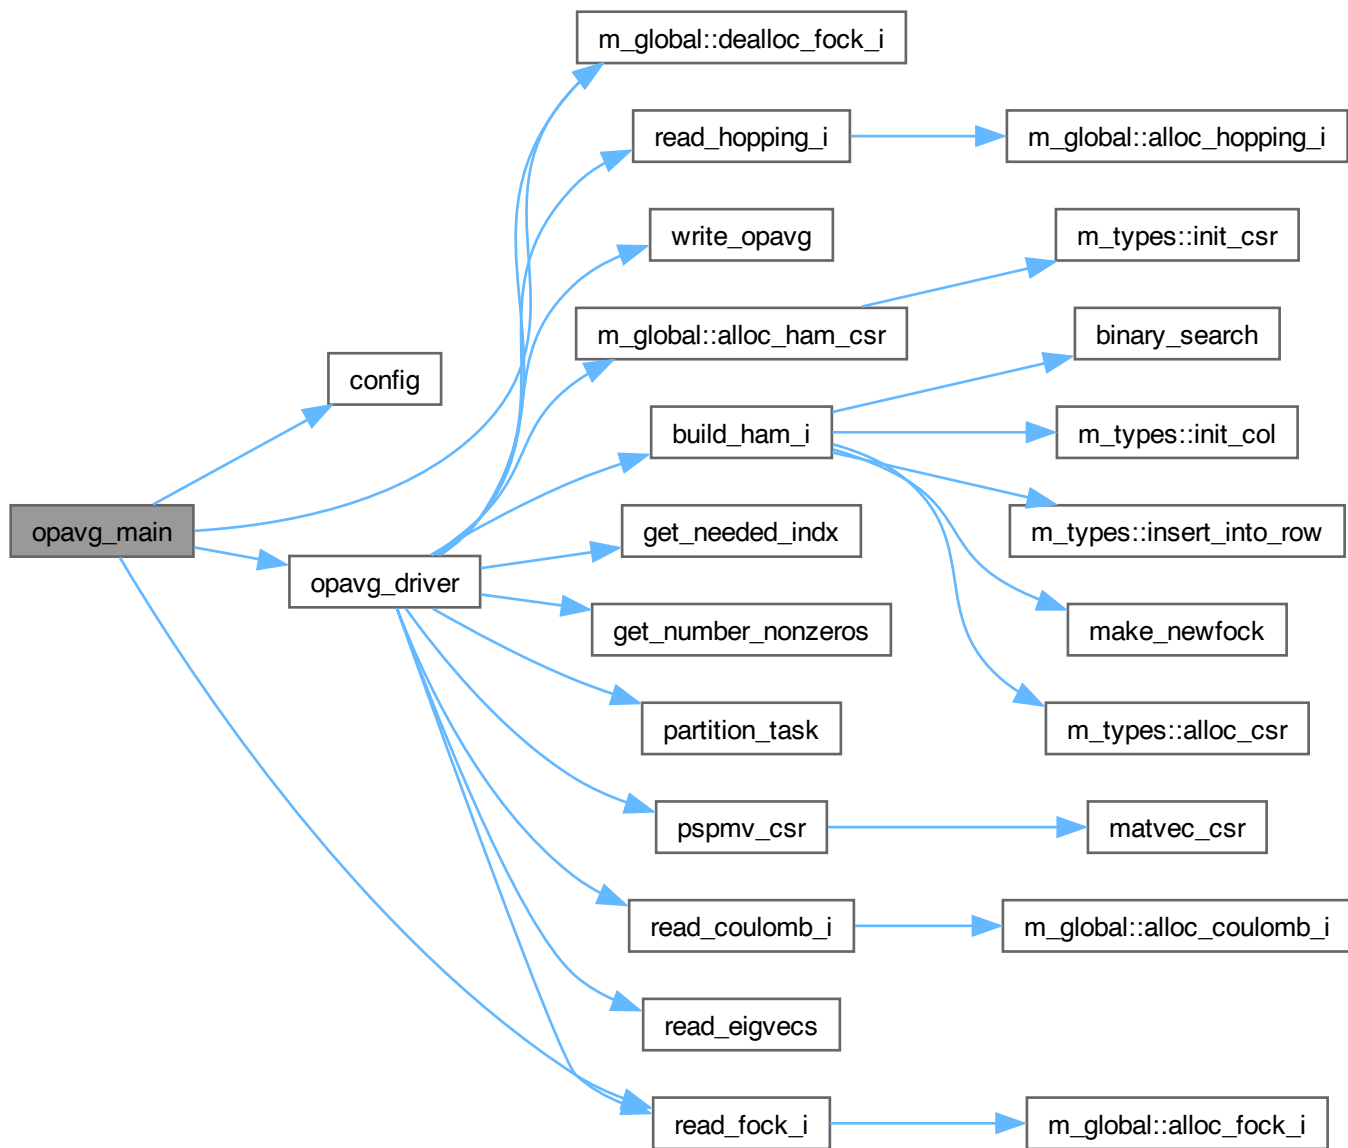 m_global::dealloc_fock_i
read_hopping_i
m_global::alloc_hopping_i
write_opavg
m_types::init_csr
m_global::alloc_ham_csr
binary_search
config
build_ham_i
m_types::init_col
opavg_main
get_needed_indx
m_types::insert_into_row
opavg_driver
get_number_nonzeros
make_newfock
partition_task
m_types::alloc_csr
pspmv_csr
matvec_csr
read_coulomb_i
m_global::alloc_coulomb_i
read_eigvecs
read_fock_i
m_global::alloc_fock_i